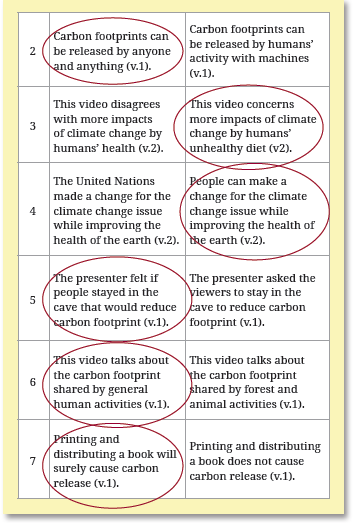 2
Carbon footprints can
be released by anyone
and anything (v.1).
Carbon footprints can
be released by humans’
activity with machines
(v.1).
3
This video disagrees
with more impacts
of climate change by
humans’ health (v.2).
This video concerns
more impacts of climate
change by humans’
unhealthy diet (v2).
4
The United Nations
made a change for the
climate change issue
while improving the
health of the earth (v.2).
People can make a
change for the climate
change issue while
improving the health of
the earth (v.2).
5
The presenter felt if
people stayed in the
cave that would reduce
carbon footprint (v.1).
The presenter asked the
viewers to stay in the
cave to reduce carbon
footprint (v.1).
6
This video talks about
the carbon footprint
shared by general
human activities (v.1).
This video talks about
the carbon footprint
shared by forest and
animal activities (v.1).
7
Printing and
distributing a book will
surely cause carbon
release (v.1).
Printing and distributing
a book does not cause
carbon release (v.1).